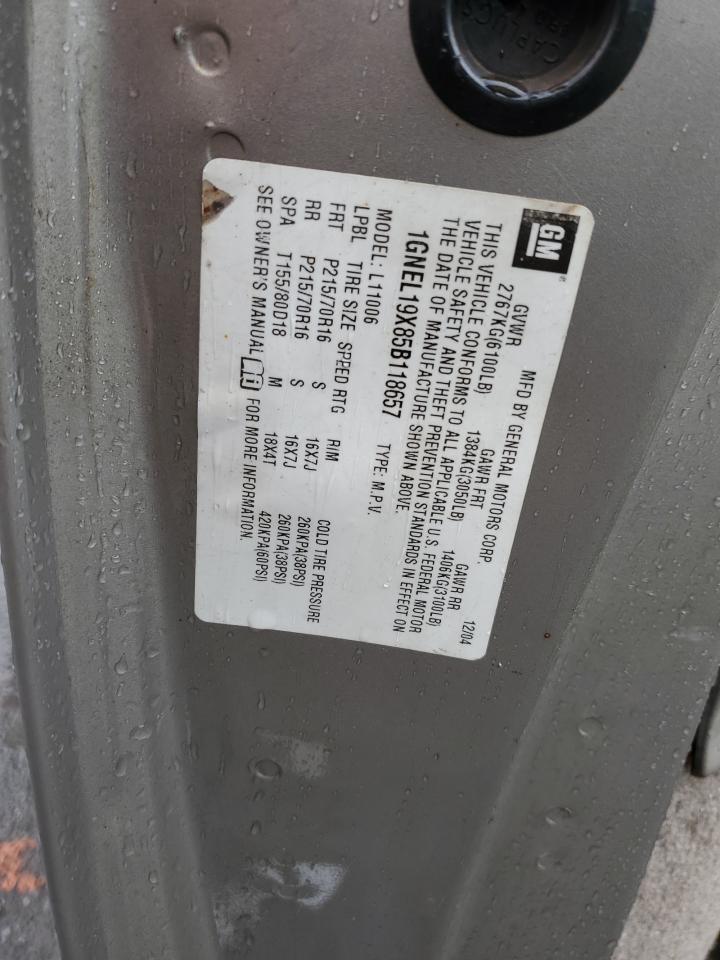 CAPLUGS
GM
MFD BY GENERAL MOTORS CORP. 12/04
GVWR GAWR FRT GAWR RR
2767KG(6100LB) 1384KG(3050LB) 1406KG(3100LB)
THIS VEHICLE CONFORMS TO ALL APPLICABLE U.S. FEDERAL MOTOR
VEHICLE SAFETY AND THEFT PREVENTION STANDARDS IN EFFECT ON
THE DATE OF MANUFACTURE SHOWN ABOVE.
1GNEL19X85B118657 TYPE: M.P.V.
MODEL: L11006
LPBL TIRE SIZE SPEED RTG RIM COLD TIRE PRESSURE
FRT P215/70R16 S 16X7J 260KPA(38PSI)
RR P215/70R16 S 16X7J 260KPA(38PSI)
SPA T155/80D18 M 18X4T 420KPA(60PSI)
SEE OWNER'S MANUAL FOR MORE INFORMATION.